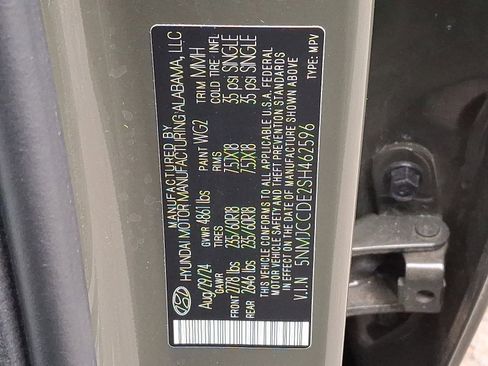 MANUFACTURED BY
HYUNDAI MOTOR MANUFACTURING ALABAMA, LLC
Aug/29/24 GVWR 4861 lbs PAINT WG2 TRIM MMH
GAWR TIRES RIMS COLD TIRE INFL
FRONT 2778 lbs 235/60R18 7.5JX18 35 psi SINGLE
REAR 2646 lbs 235/60R18 7.5JX18 35 psi SINGLE
THIS VEHICLE CONFORMS TO ALL APPLICABLE U.S.A. FEDERAL
MOTOR VEHICLE SAFETY AND THEFT PREVENTION STANDARDS
IN EFFECT ON THE DATE OF MANUFACTURE SHOWN ABOVE
V.I.N 5NMJCCDE2SH462596 TYPE: MPV